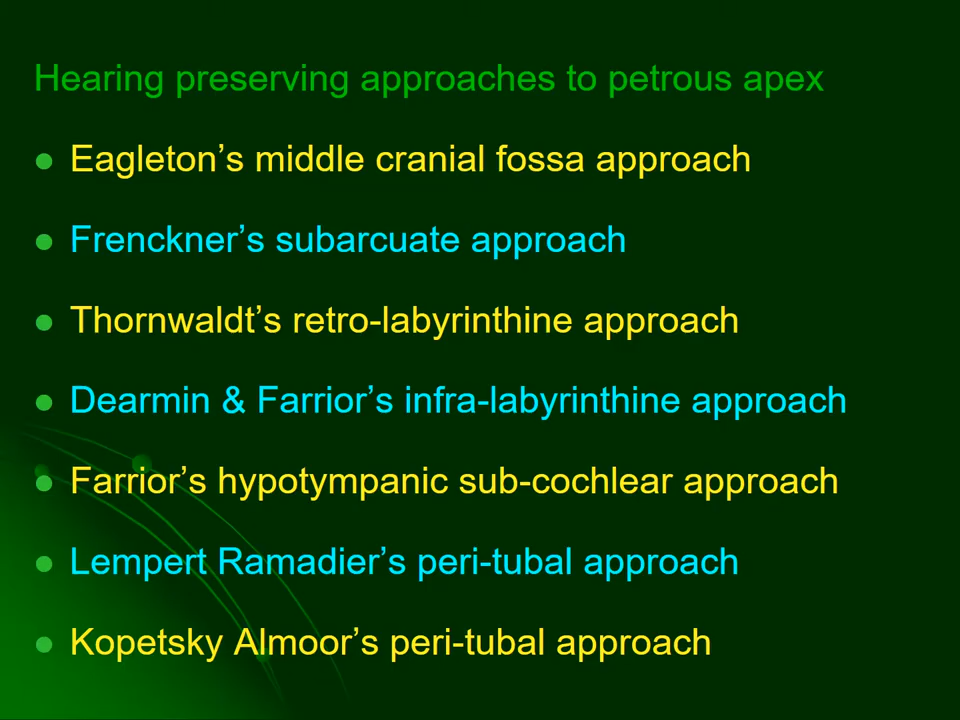 Hearing preserving approaches to petrous apex
Eagleton’s middle cranial fossa approach
Frenckner’s subarcuate approach
Thornwaldt’s retro-labyrinthine approach
Dearmin & Farrior’s infra-labyrinthine approach
Farrior’s hypotympanic sub-cochlear approach
Lempert Ramadier’s peri-tubal approach
Kopetsky Almoor’s peri-tubal approach